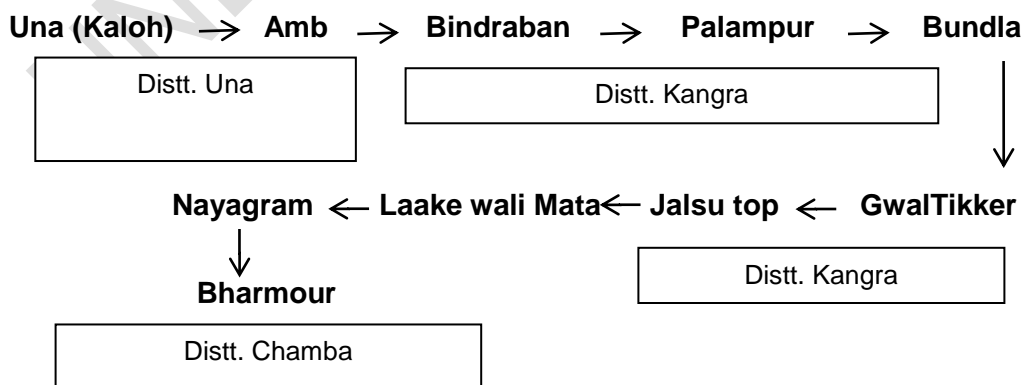 Una (Kaloh) → Amb → Bindraban → Palampur → Bundla
Distt. Una Distt. Kangra
Nayagram ← Laake wali Mata ← Jalsu top ← GwalTikker
Distt. Kangra
Bharmour
Distt. Chamba